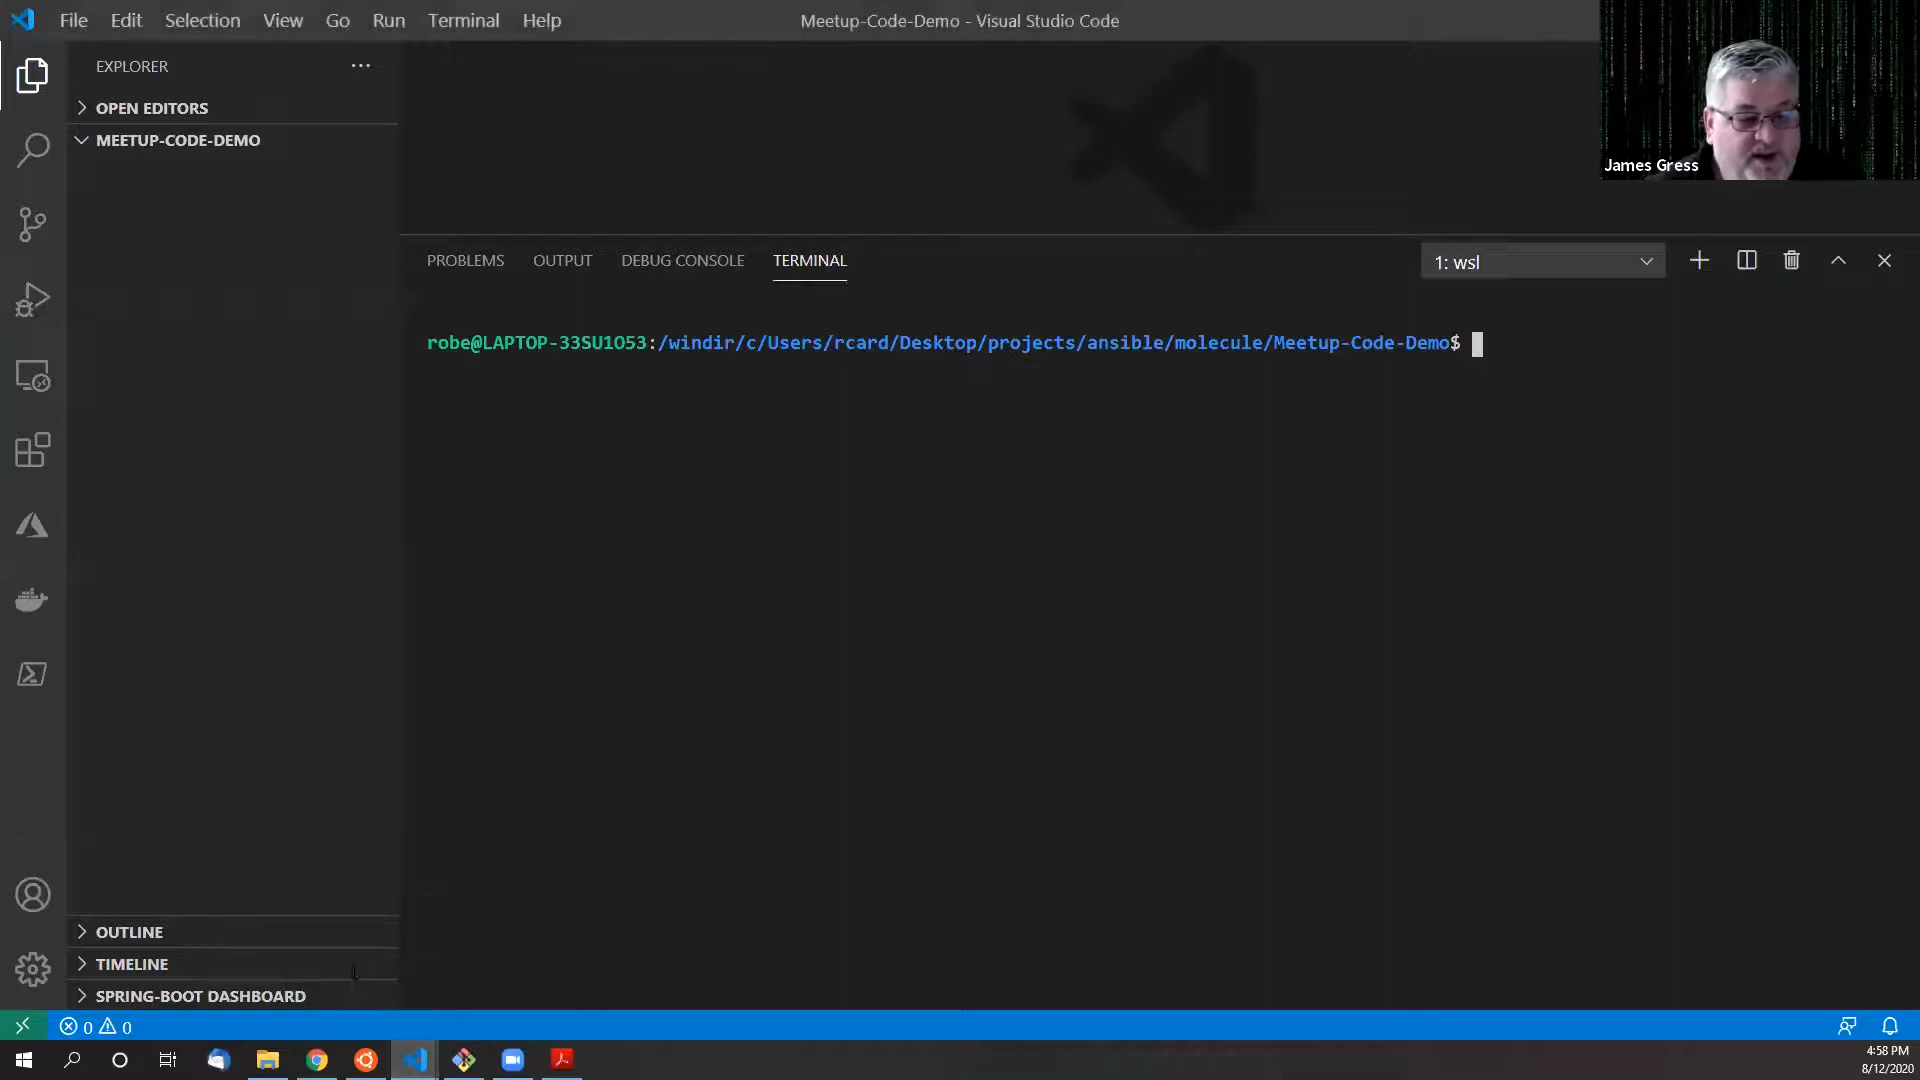 File Edit Selection View Go Run Terminal Help
Meetup-Code-Demo - Visual Studio Code
EXPLORER
OPEN EDITORS
MEETUP-CODE-DEMO
James Gress
PROBLEMS OUTPUT DEBUG CONSOLE TERMINAL
1: wsl
robe@LAPTOP-33SU1O53:/windir/c/Users/rcard/Desktop/projects/ansible/molecule/Meetup-Code-Demo$
OUTLINE
TIMELINE
SPRING-BOOT DASHBOARD
0 0
4:58 PM
8/12/2020